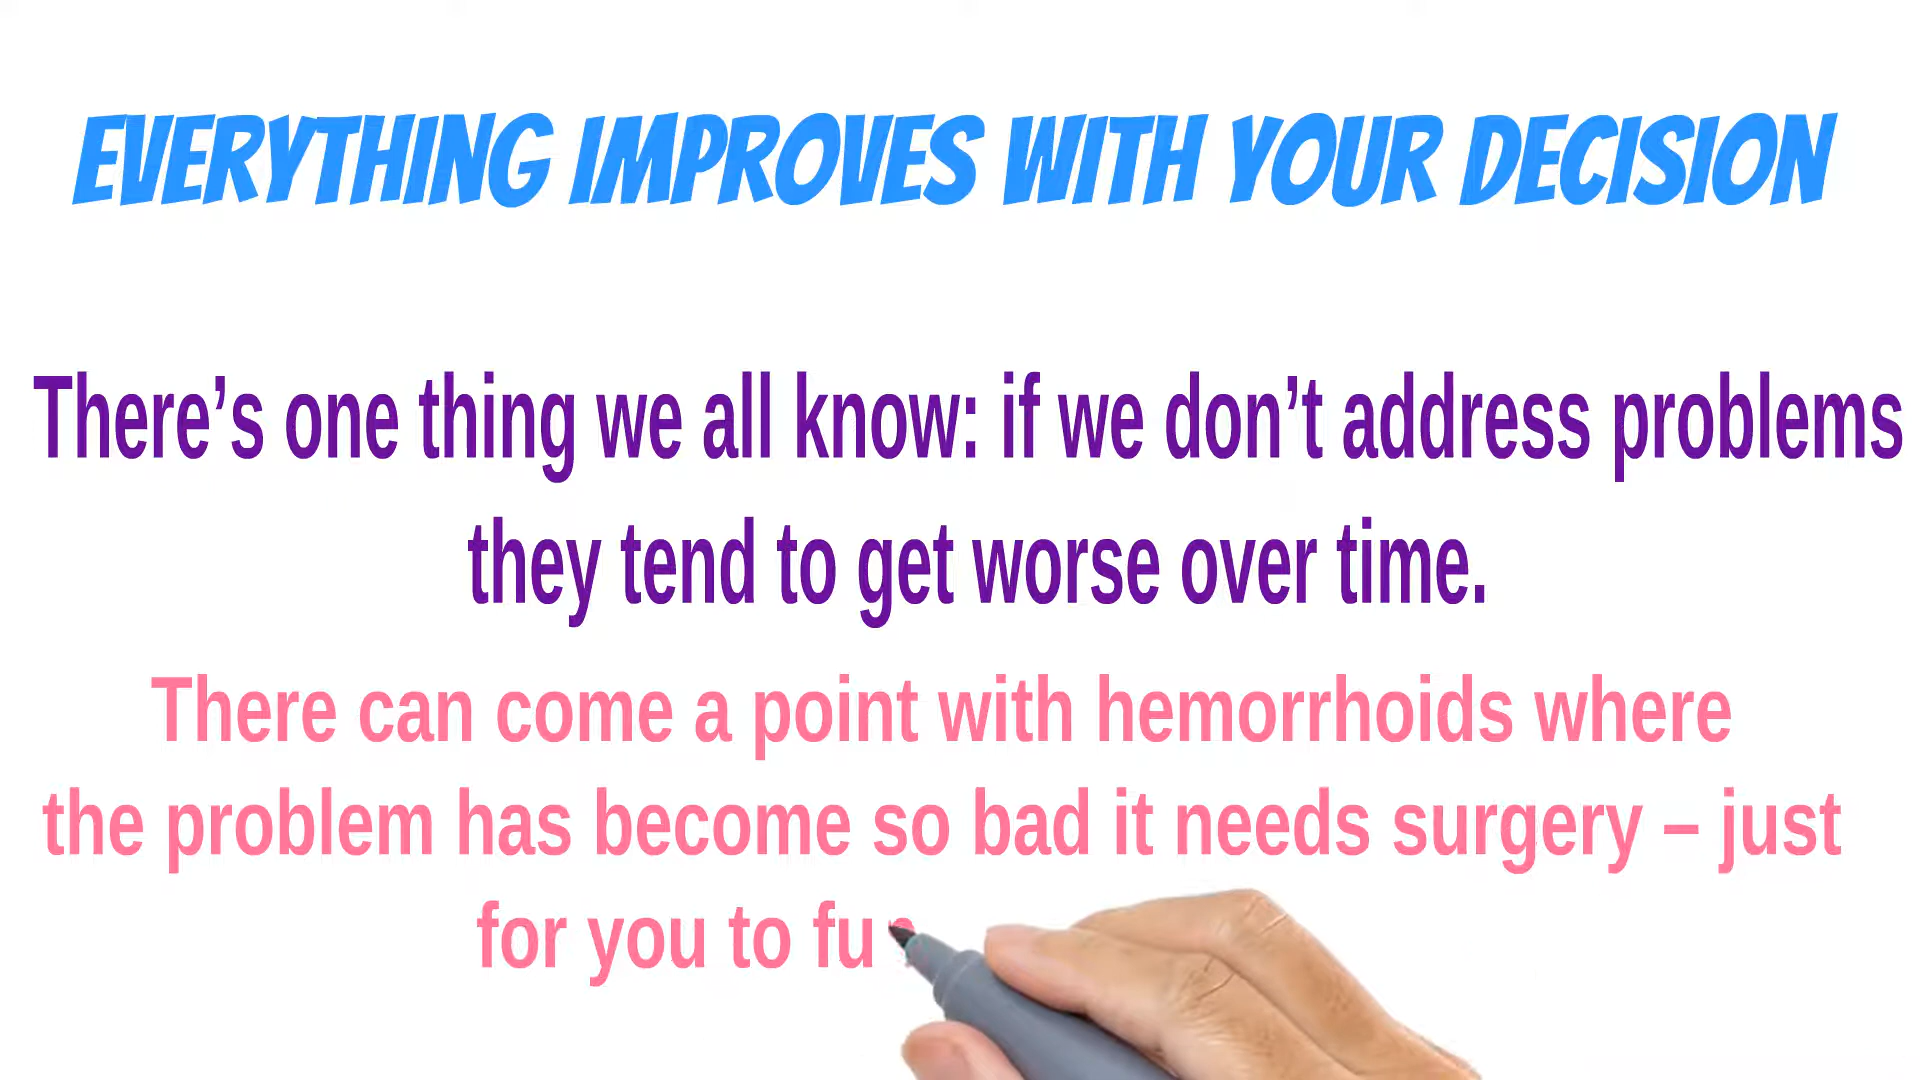 EVERYTHING IMPROVES WITH YOUR DECISION
There’s one thing we all know: if we don’t address problems
they tend to get worse over time.
There can come a point with hemorrhoids where
the problem has become so bad it needs surgery – just
for you to fu